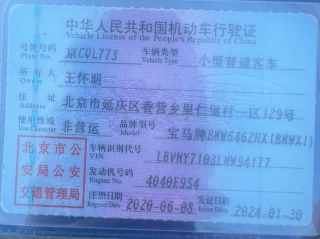 中华人民共和国机动车行驶证
Vehicle License of the People's Republic of China
号牌号码 京CQL773 车辆类型 小型普通客车
Plate No. Vehicle Type
所有人 王怀明
Owner
住址 北京市延庆区香营乡里仁堡村一区129号
Address
使用性质 非营运 品牌型号 宝马牌BMW6462RX(BMWX1)
Use Character Model
北京市公安局公安交通管理局
车辆识别代号 LBVHY7103LMW94177
VIN
发动机号码 4040E954
Engine No.
注册日期 2020-06-08 发证日期 2024-01-30
Register Date Issue Date